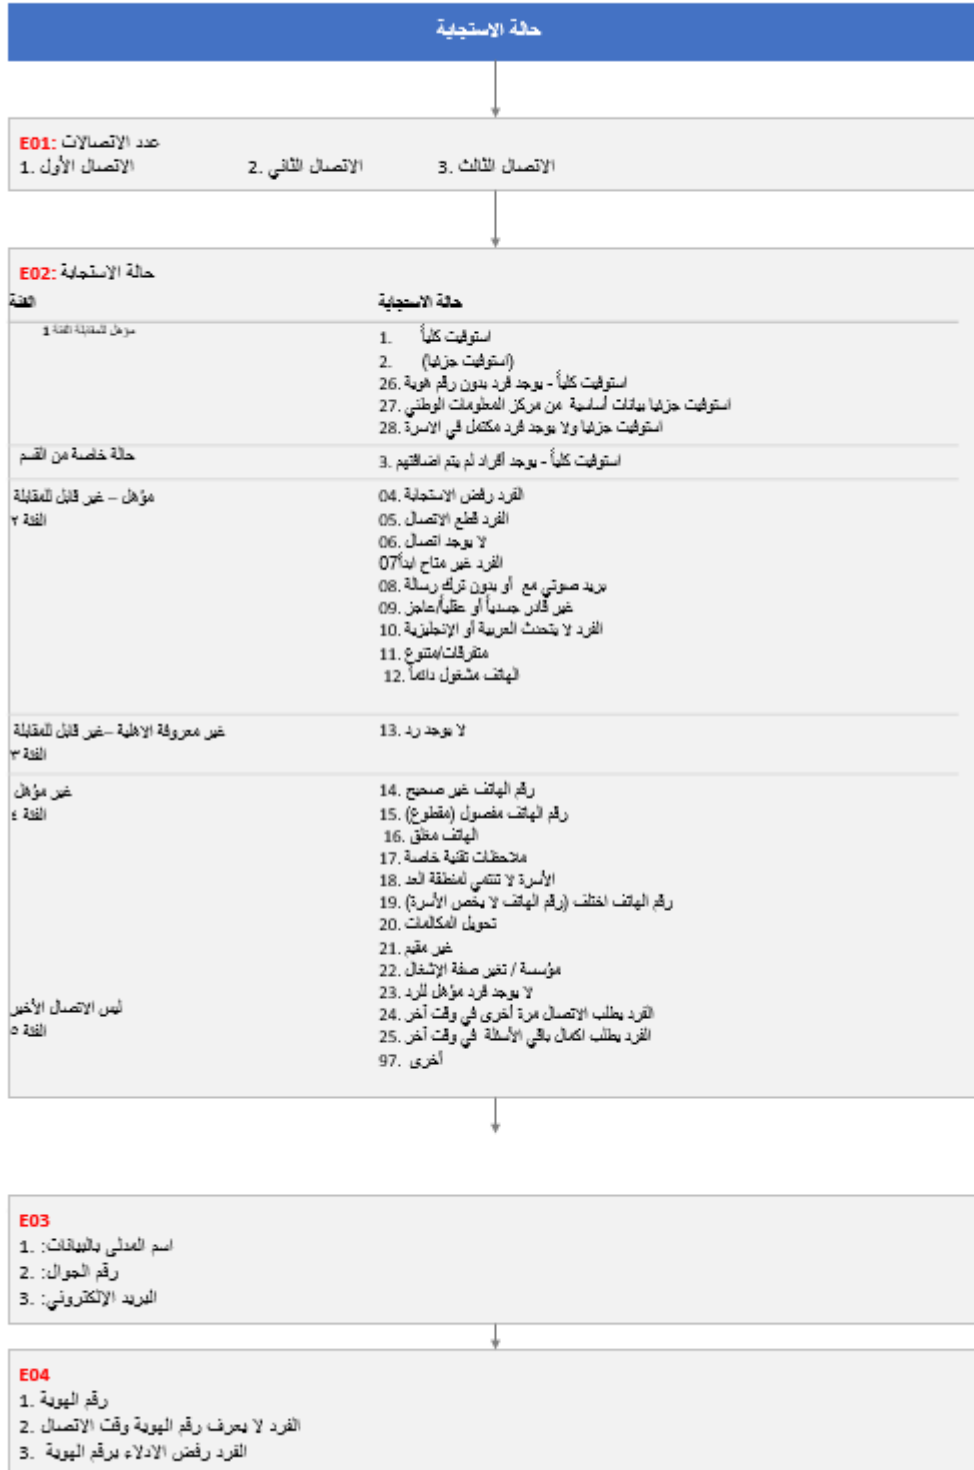 حالة الاستجابة
E01: عدد الاتصالات
1. الاتصال الأول 2. الاتصال الثاني 3. الاتصال الثالث
E02: حالة الاستجابة
الفئة حالة الاستجابة
مؤهل للمقابلة الفئة 1
1. استوفيت كلياً
2. (استوفيت جزئيا)
26. استوفيت كلياً - يوجد فرد بدون رقم هوية
27. استوفيت جزئيا بيانات أساسية من مركز المعلومات الوطني
28. استوفيت جزئيا ولا يوجد فرد مكتمل في الاسرة
حالة خاصة من القسم
3. استوفيت كلياً - يوجد أفراد لم يتم اضافتهم
مؤهل – غير قابل للمقابلة
الفئة ٢
04. الفرد رفض الاستجابة
05. الفرد قطع الاتصال
06. لا يوجد اتصال
07الفرد غير متاح ابداً
08. بريد صوتي مع أو بدون ترك رسالة
09. غير قادر جسدياً أو عقلياً/عاجز
10. الفرد لا يتحدث العربية أو الإنجليزية
11. متفرقات/متنوع
12. الهاتف مشغول دائماً
غير معروفة الاهلية –غير قابل للمقابلة
الفئة ٣
13. لا يوجد رد
غير مؤهل
الفئة ٤
14. رقم الهاتف غير صحيح
15. رقم الهاتف مفصول (مقطوع)
16. الهاتف مغلق
17. ملاحظات تقنية خاصة
18. الأسرة لا تنتمي لمنطقة العد
19. رقم الهاتف اختلف (رقم الهاتف لا يخص الأسرة)
20. تحويل المكالمات
21. غير مقيم
22. مؤسسة / تغير صفة الإشغال
23. لا يوجد فرد مؤهل للرد
ليس الاتصال الأخير
الفئة ٥
24. الفرد يطلب الاتصال مرة أخرى في وقت آخر
25. الفرد يطلب اكمال باقي الأسئلة في وقت آخر
97. أخرى
E03
1. اسم المدلى بالبيانات:
2. رقم الجوال:
3. البريد الإلكتروني:
E04
1. رقم الهوية
2. الفرد لا يعرف رقم الهوية وقت الاتصال
3. الفرد رفض الادلاء برقم الهوية